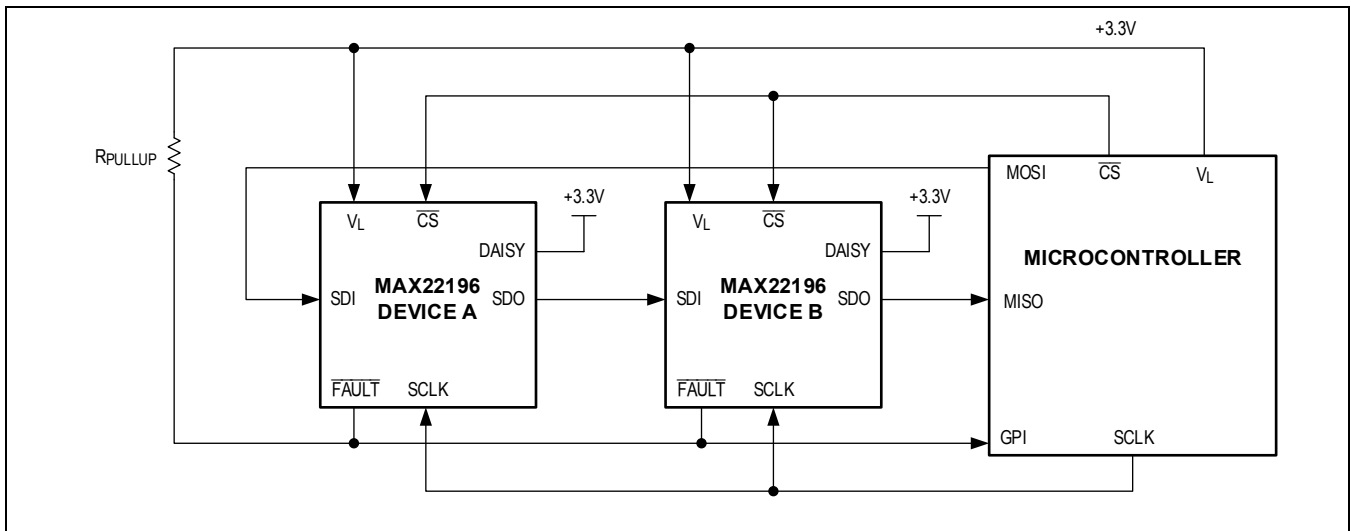 +3.3V
RPULLUP
MOSI
CS
VL
VL
CS
+3.3V
VL
CS
+3.3V
DAISY
DAISY
MICROCONTROLLER
MAX22196
DEVICE A
SDI
SDO
MAX22196
DEVICE B
SDI
SDO
MISO
FAULT
SCLK
FAULT
SCLK
GPI
SCLK